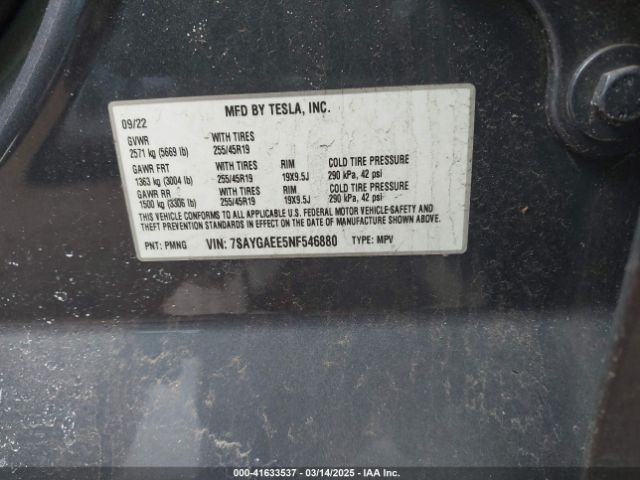 MFD BY TESLA, INC.
09/22
GVWR WITH TIRES
2571 kg (5669 lb) 255/45R19
GAWR FRT WITH TIRES RIM COLD TIRE PRESSURE
1363 kg (3004 lb) 255/45R19 19X9.5J 290 kPa, 42 psi
GAWR RR WITH TIRES RIM COLD TIRE PRESSURE
1500 kg (3306 lb) 255/45R19 19X9.5J 290 kPa, 42 psi
THIS VEHICLE CONFORMS TO ALL APPLICABLE U.S. FEDERAL MOTOR VEHICLE SAFETY AND
THEFT PREVENTION STANDARDS IN EFFECT ON THE DATE OF MANUFACTURE SHOWN ABOVE.
PNT: PMNG VIN: 7SAYGAEE5NF546880 TYPE: MPV
000-41633537 - 03/14/2025 - IAA Inc.